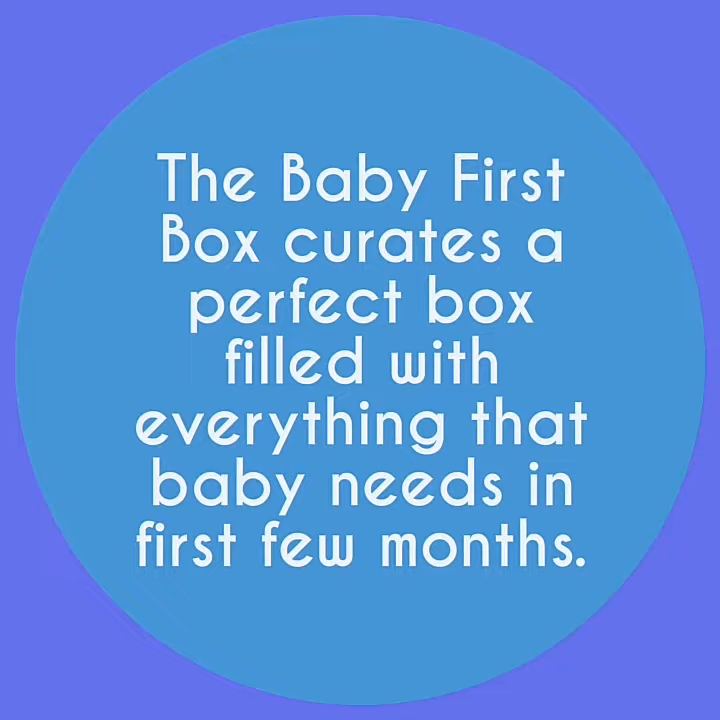 The Baby First
Box curates a
perfect box
filled with
everything that
baby needs in
first few months.